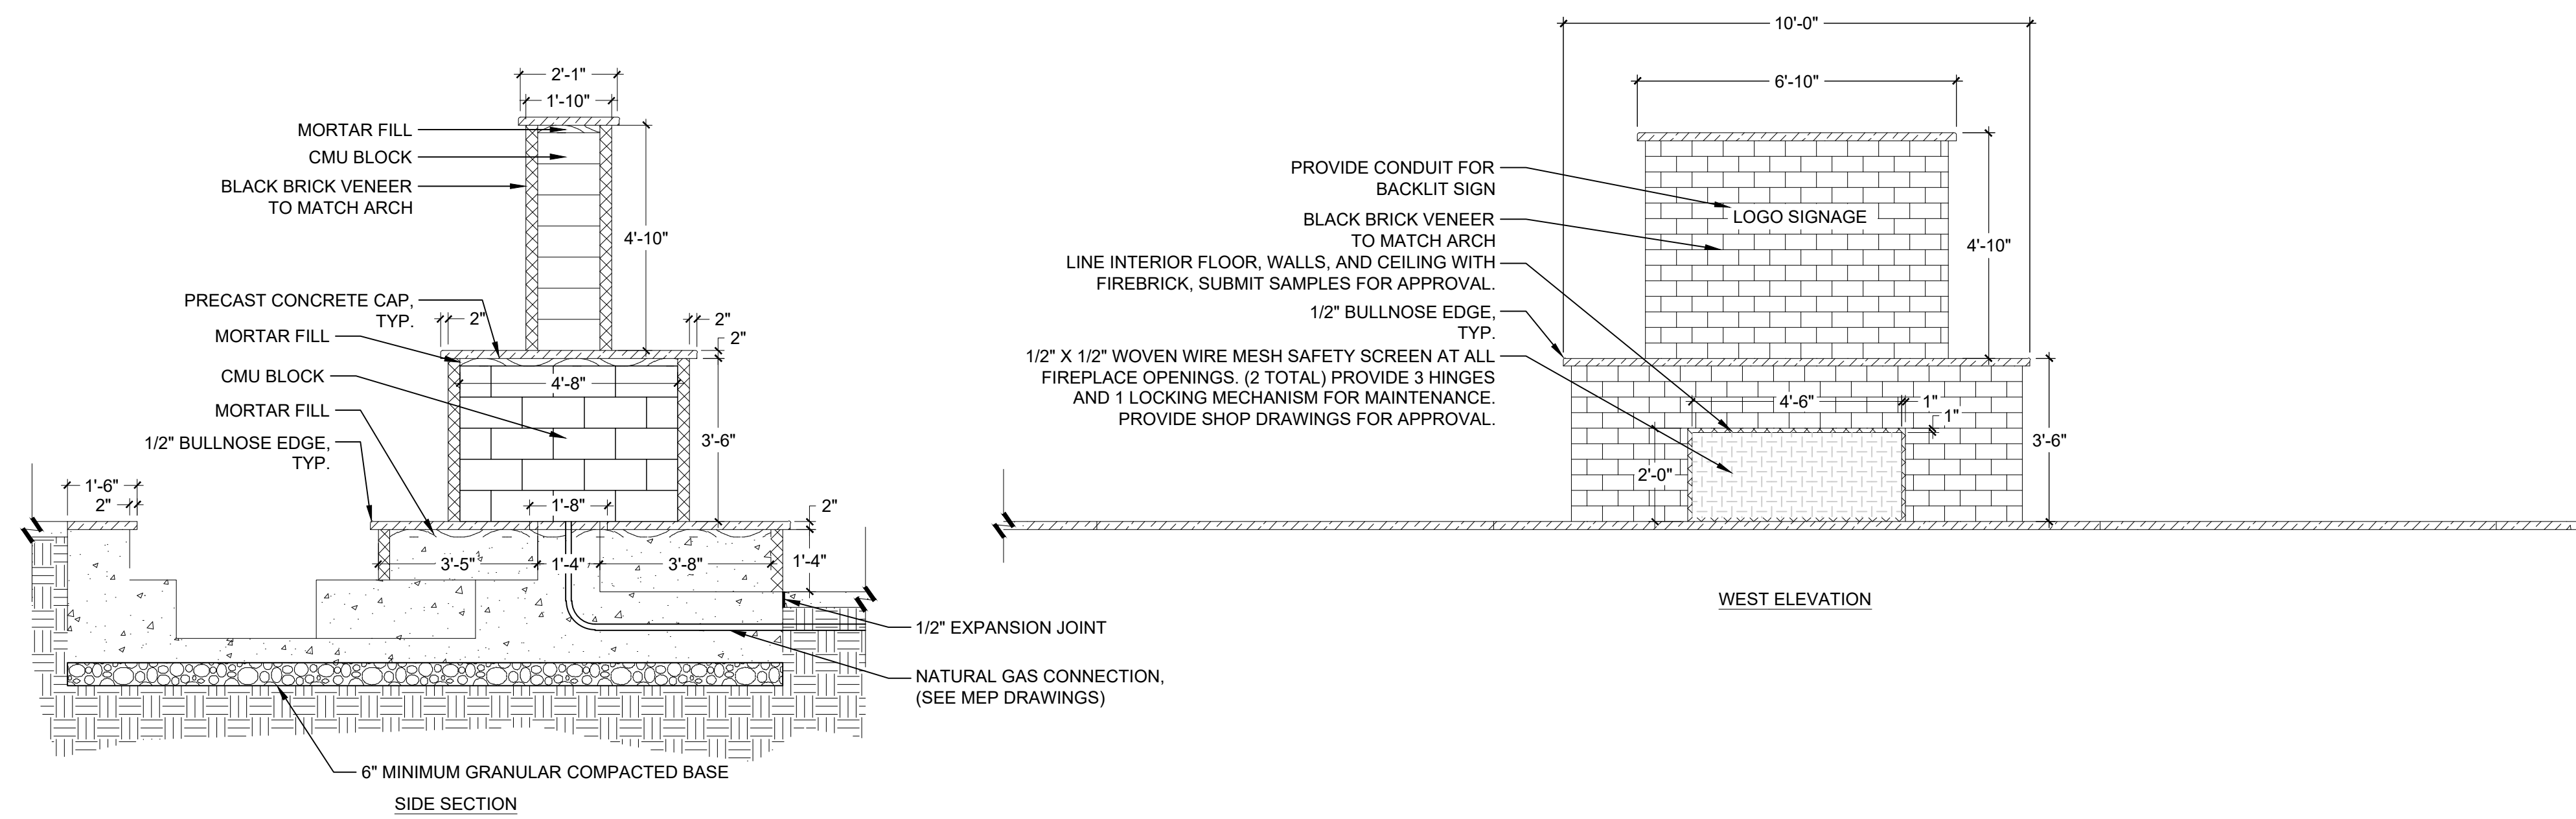 2'-1"
1'-10"
MORTAR FILL
CMU BLOCK
BLACK BRICK VENEER
TO MATCH ARCH
4'-10"
PRECAST CONCRETE CAP,
TYP.
2"
2"
2"
MORTAR FILL
CMU BLOCK
4'-8"
MORTAR FILL
3'-6"
1/2" BULLNOSE EDGE,
TYP.
1'-6"
2"
1'-8"
2"
3'-5"
1'-4"
3'-8"
1'-4"
1/2" EXPANSION JOINT
NATURAL GAS CONNECTION,
(SEE MEP DRAWINGS)
6" MINIMUM GRANULAR COMPACTED BASE
SIDE SECTION
10'-0"
6'-10"
PROVIDE CONDUIT FOR
BACKLIT SIGN
LOGO SIGNAGE
BLACK BRICK VENEER
TO MATCH ARCH
4'-10"
LINE INTERIOR FLOOR, WALLS, AND CEILING WITH
FIREBRICK, SUBMIT SAMPLES FOR APPROVAL.
1/2" BULLNOSE EDGE,
TYP.
1/2" X 1/2" WOVEN WIRE MESH SAFETY SCREEN AT ALL
FIREPLACE OPENINGS. (2 TOTAL) PROVIDE 3 HINGES
AND 1 LOCKING MECHANISM FOR MAINTENANCE.
PROVIDE SHOP DRAWINGS FOR APPROVAL.
4'-6"
1"
1"
3'-6"
2'-0"
WEST ELEVATION